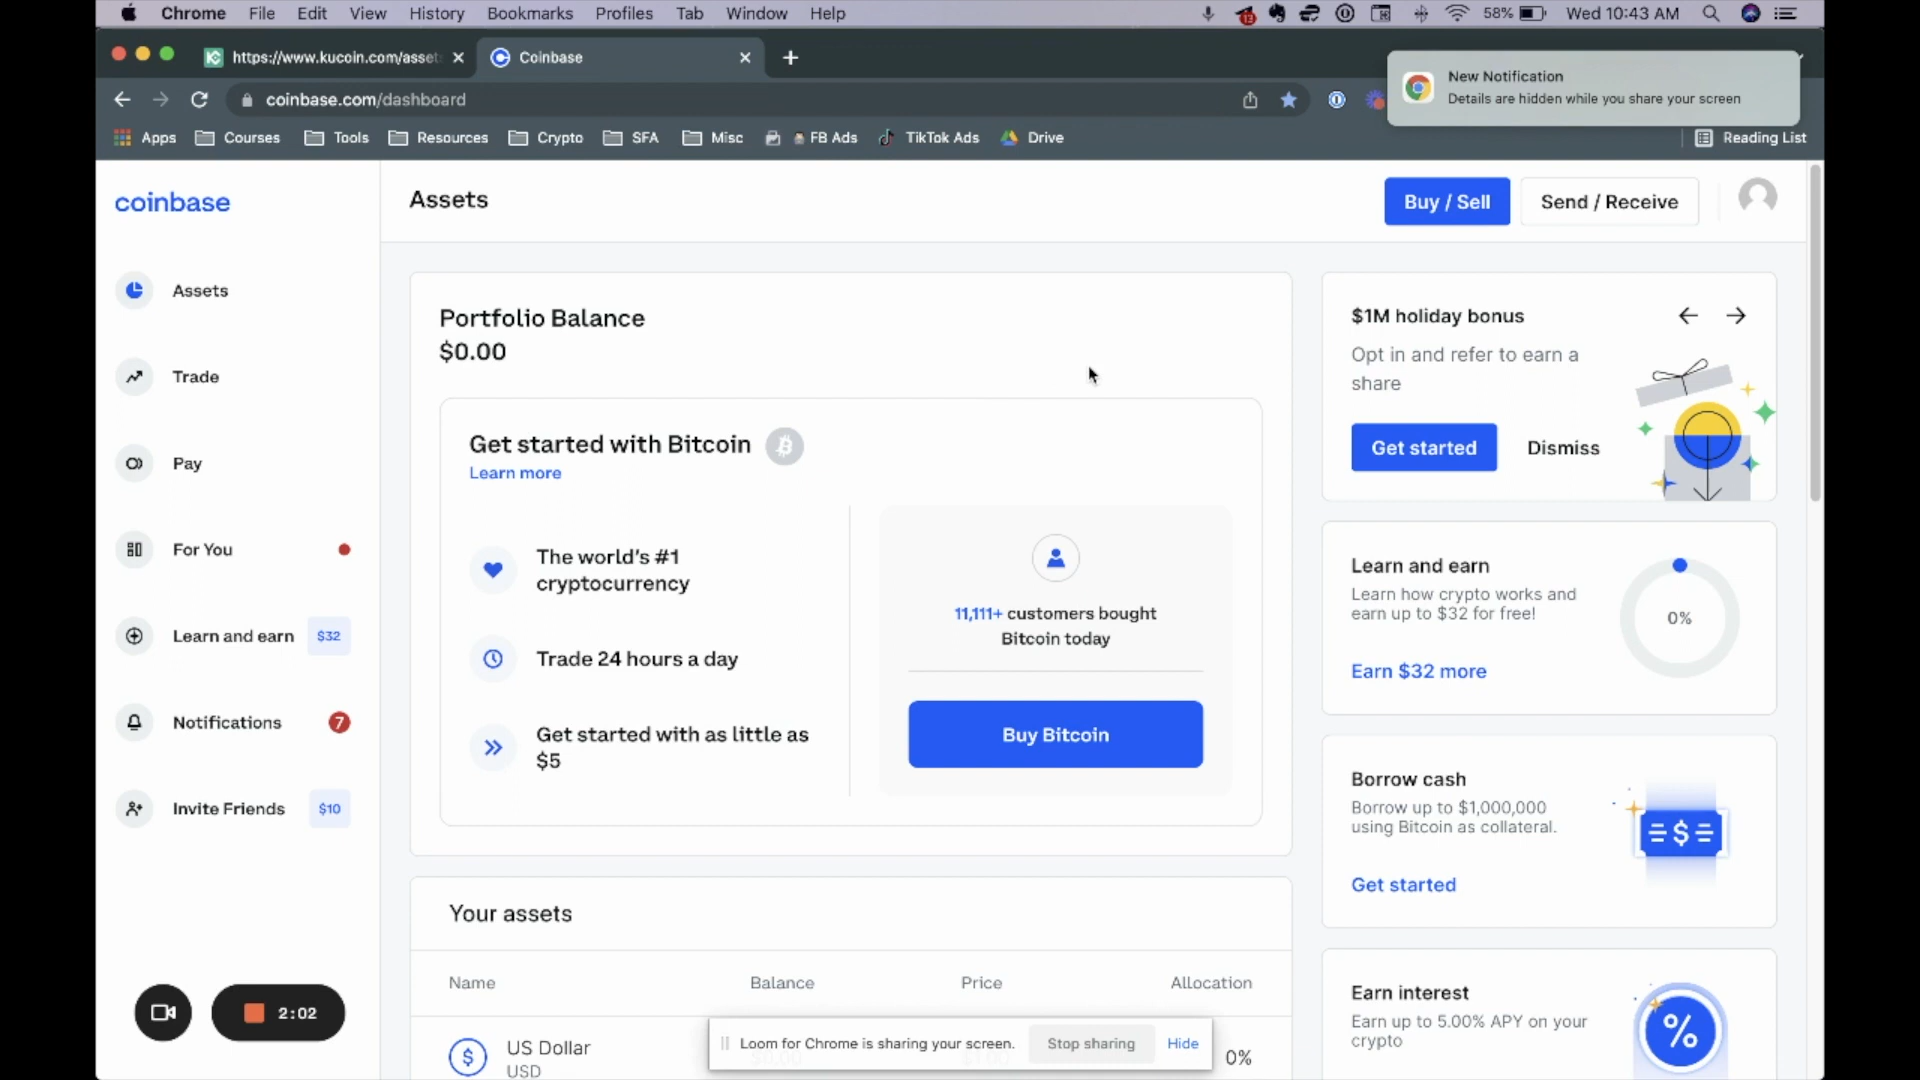 Chrome File Edit View History Bookmarks Profiles Tab Window Help
58% Wed 10:43 AM
https://www.kucoin.com/asset
Coinbase
New Notification
Details are hidden while you share your screen
coinbase.com/dashboard
Apps Courses Tools Resources Crypto SFA Misc FB Ads TikTok Ads Drive Reading List
coinbase
Assets
Buy / Sell
Send / Receive
Assets
Trade
Pay
For You
Learn and earn $32
Notifications 7
Invite Friends $10
2:02
Portfolio Balance
$0.00
Get started with Bitcoin
Learn more
The world's #1
cryptocurrency
Trade 24 hours a day
Get started with as little as
$5
11,111+ customers bought
Bitcoin today
Buy Bitcoin
Your assets
Name Balance Price Allocation
US Dollar
USD
0%
Loom for Chrome is sharing your screen.
Stop sharing
Hide
$1M holiday bonus
Opt in and refer to earn a
share
Get started
Dismiss
Learn and earn
Learn how crypto works and
earn up to $32 for free!
0%
Earn $32 more
Borrow cash
Borrow up to $1,000,000
using Bitcoin as collateral.
Get started
Earn interest
Earn up to 5.00% APY on your
crypto